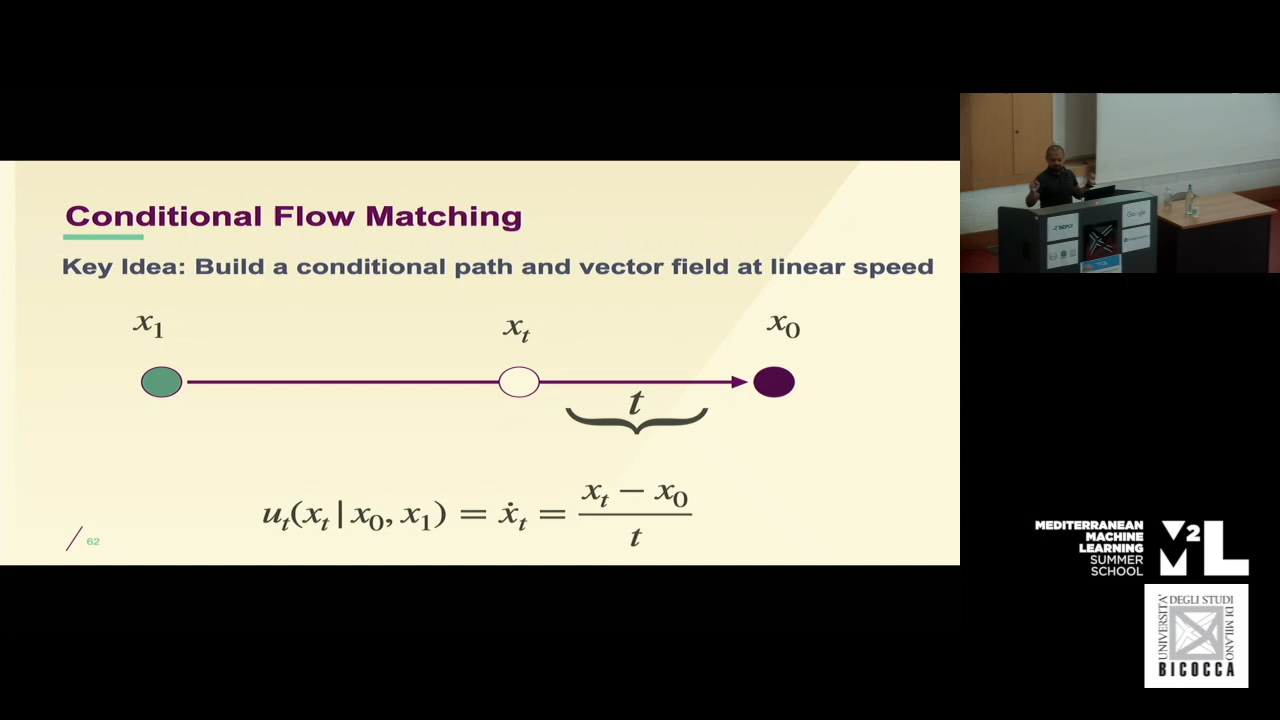 Conditional Flow Matching
Key Idea: Build a conditional path and vector field at linear speed
x₁ xₜ x₀
t
uₜ(xₜ | x₀, x₁) = ẋₜ = (xₜ − x₀) / t
62
Google
MEDITERRANEAN
MACHINE
LEARNING
SUMMER
SCHOOL
M2L
UNIVERSITÀ
DEGLI STUDI
DI MILANO
BICOCCA